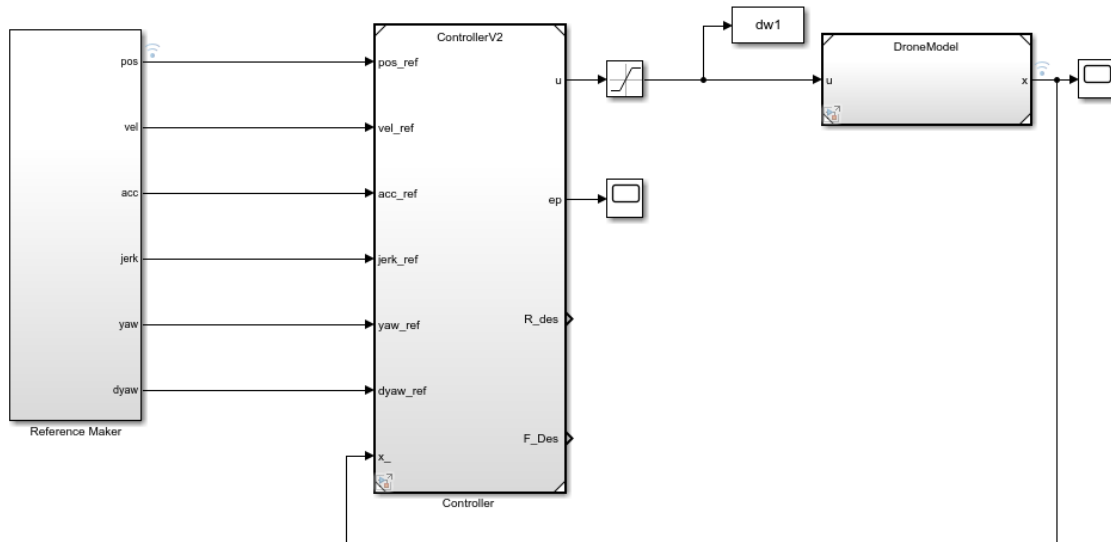 pos
vel
acc
jerk
yaw
dyaw
Reference Maker
ControllerV2
pos_ref
vel_ref
acc_ref
jerk_ref
yaw_ref
dyaw_ref
x_
u
ep
R_des
F_Des
Controller
dw1
DroneModel
u
x